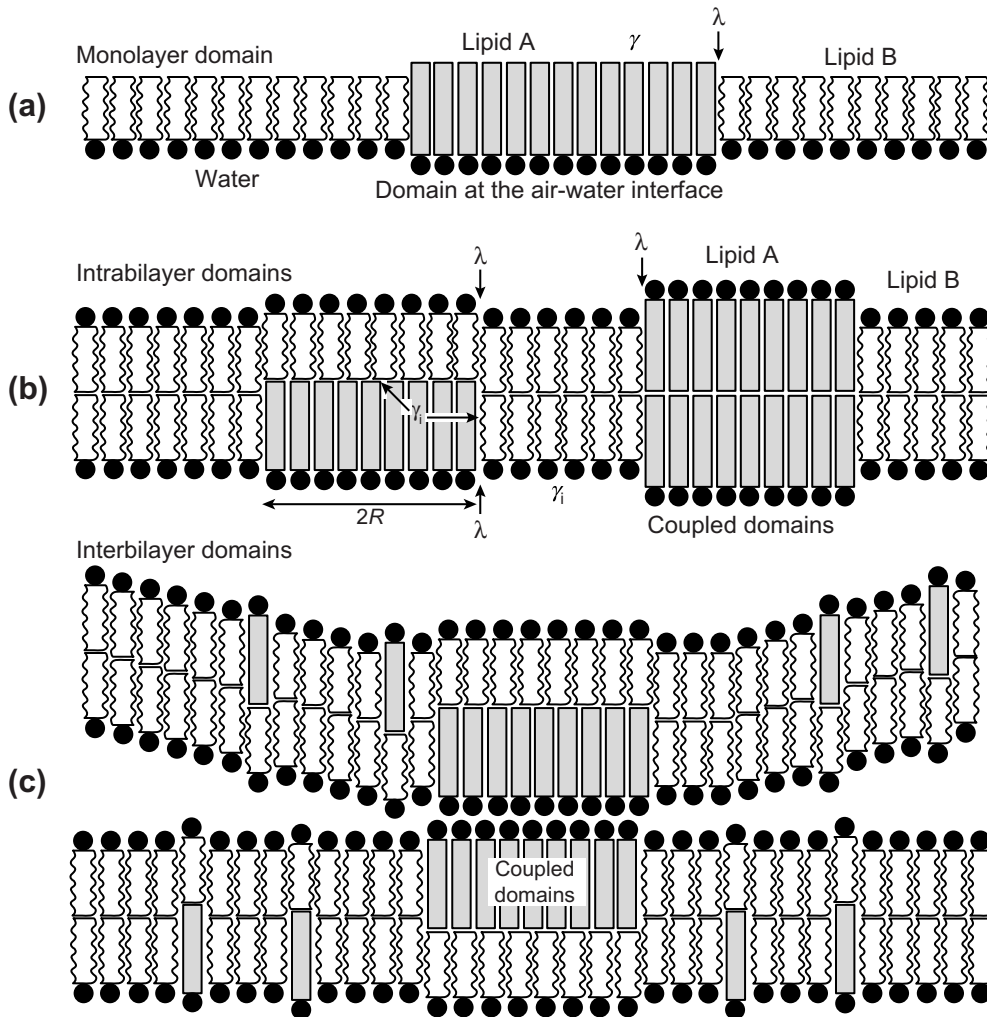 λ
Lipid A γ
Monolayer domain Lipid B
(a)
Water
Domain at the air-water interface
λ Lipid A
Intrabilayer domains λ Lipid B
(b)
γi
γi
2R Coupled domains
λ
Interbilayer domains
(c)
Coupled
domains